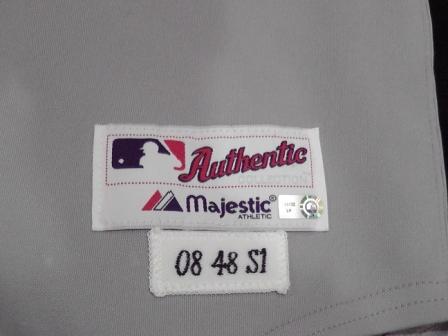 Authentic
COLLECTION
Majestic®
ATHLETIC
08 48 S1